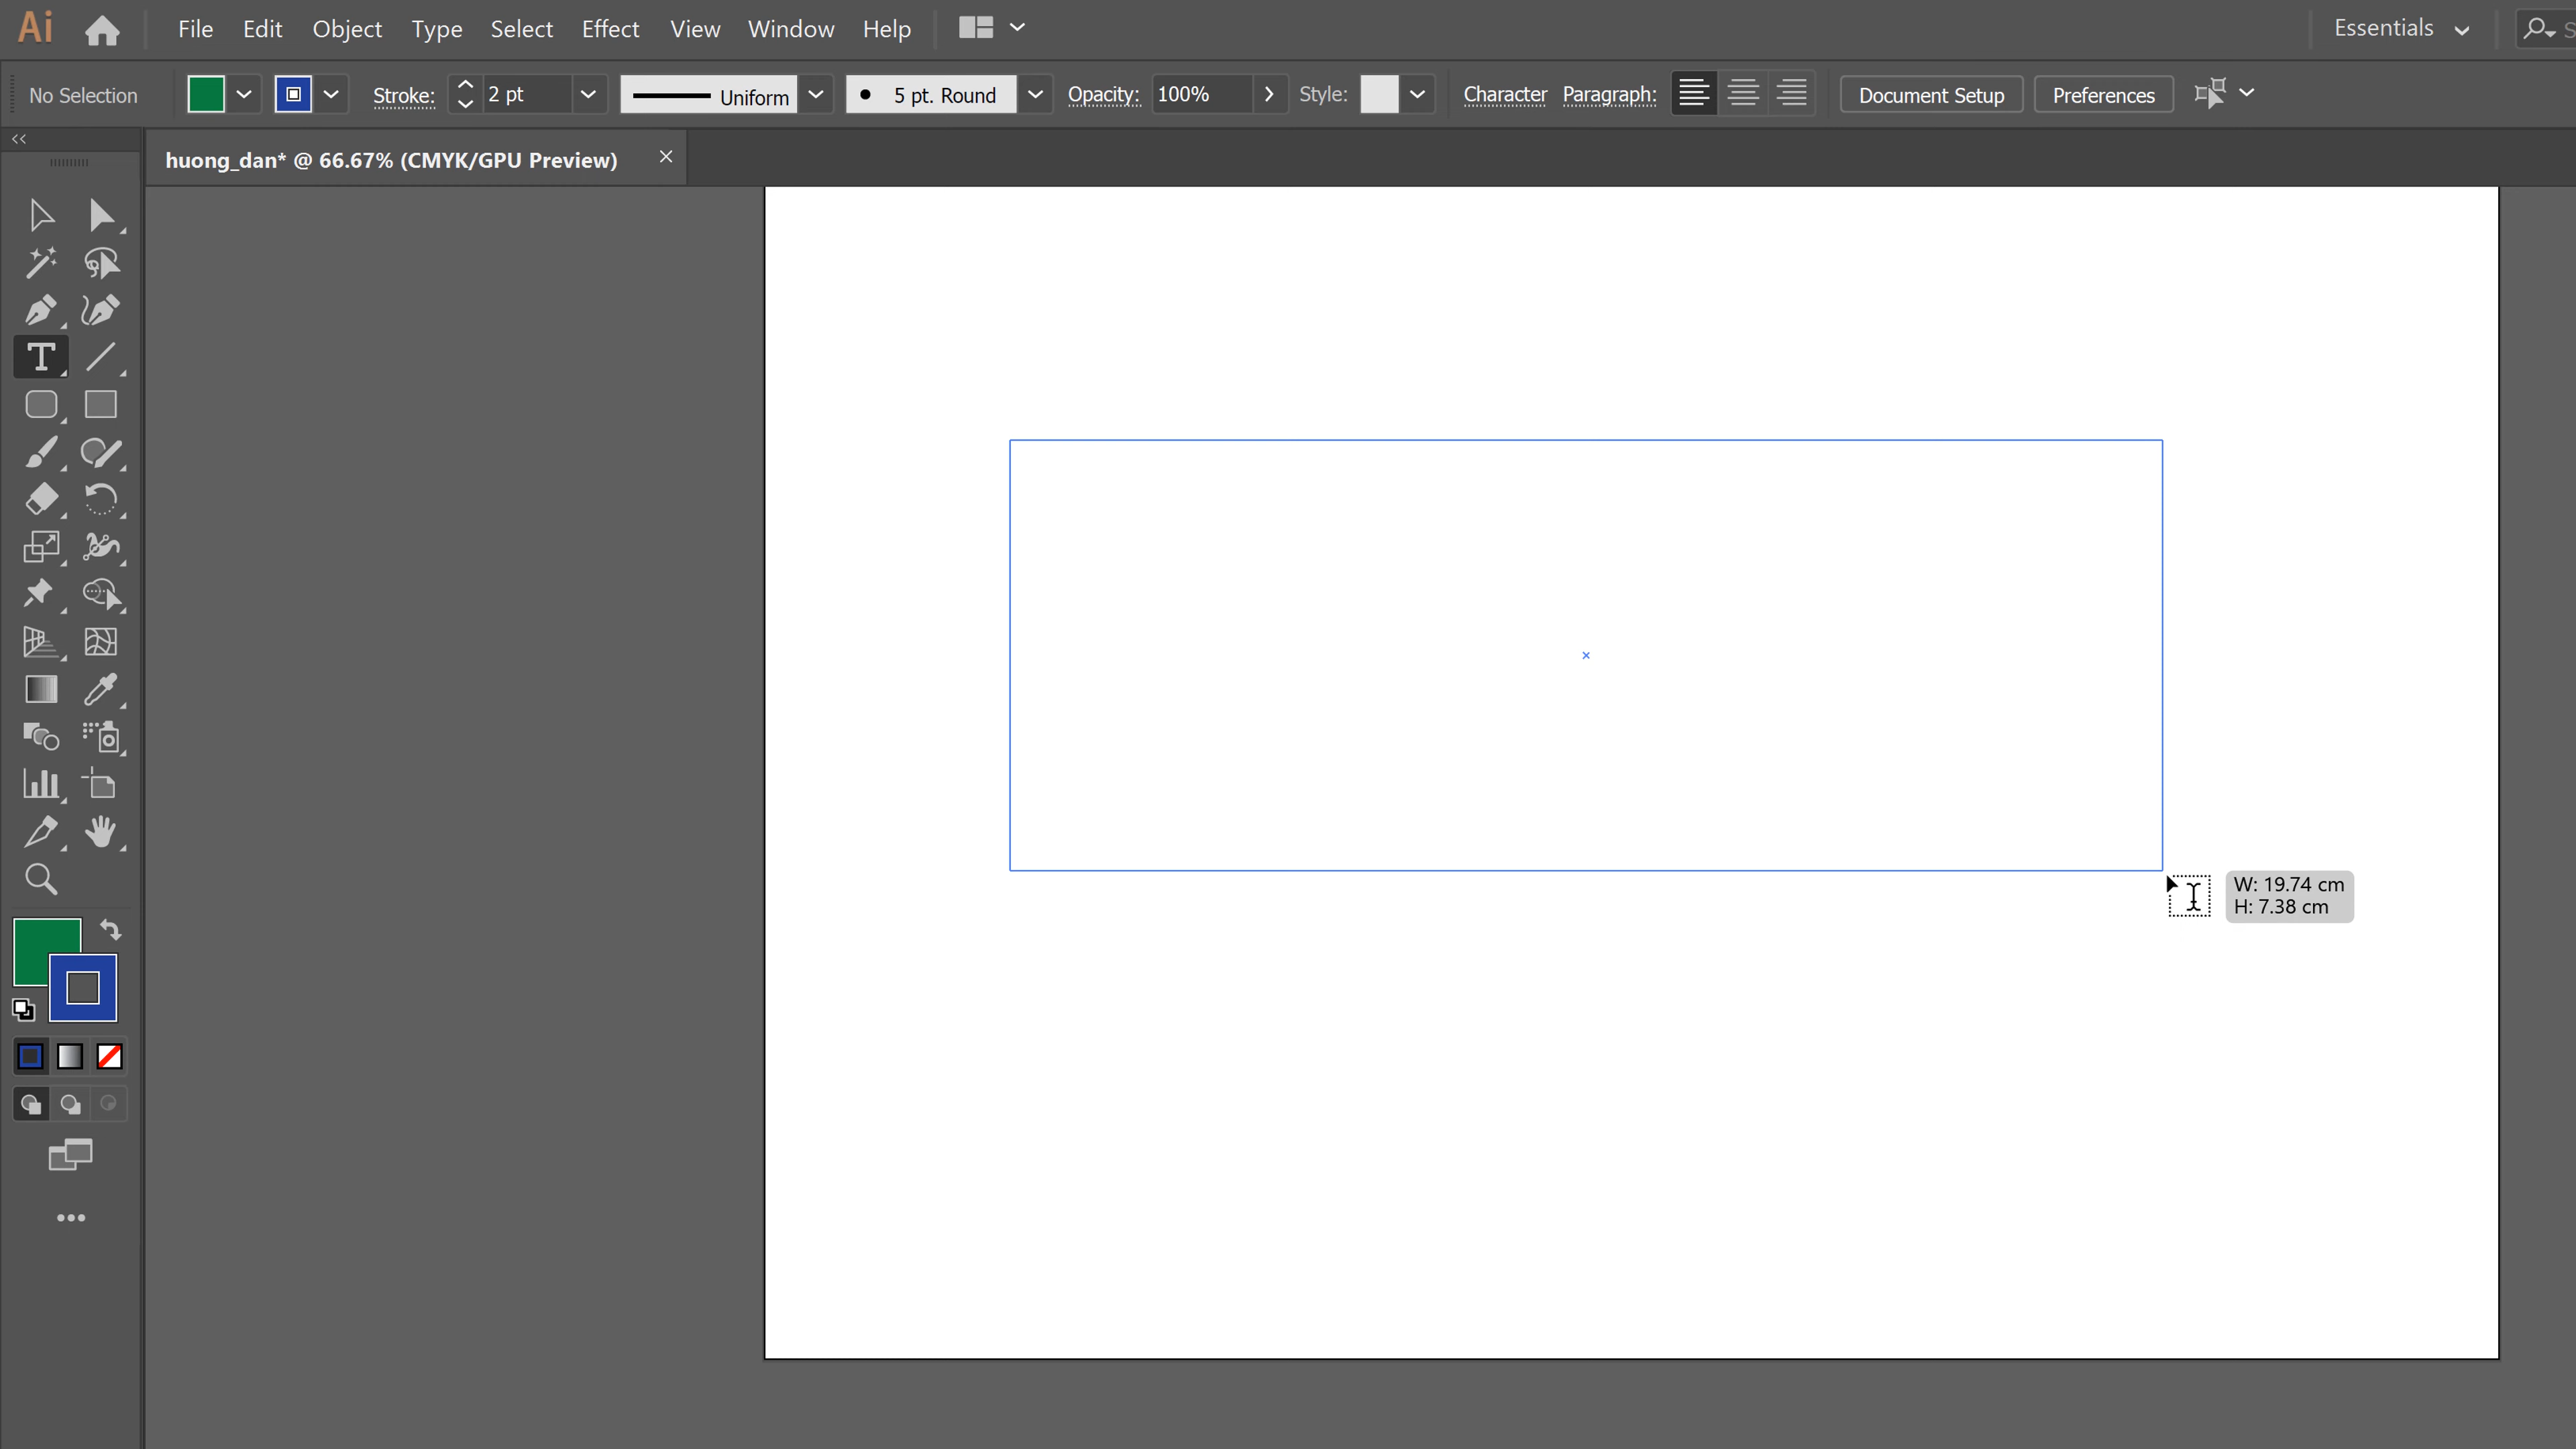 Ai File Edit Object Type Select Effect View Window Help Essentials
No Selection Stroke: 2 pt Uniform 5 pt. Round Opacity: 100% Style: Character Paragraph: Document Setup Preferences
huong_dan* @ 66.67% (CMYK/GPU Preview)
W: 19.74 cm
H: 7.38 cm